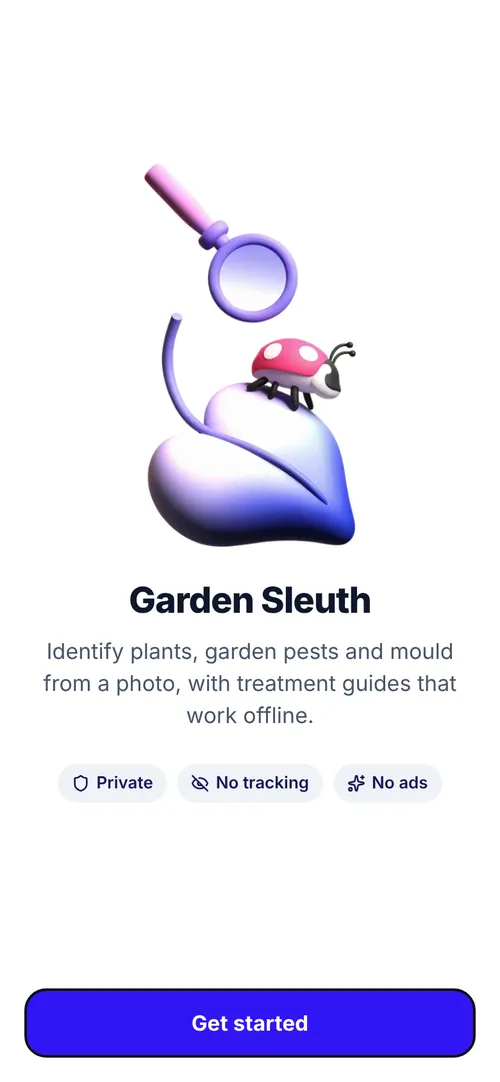 Garden Sleuth
Identify plants, garden pests and mould
from a photo, with treatment guides that
work offline.
Private
No tracking
No ads
Get started